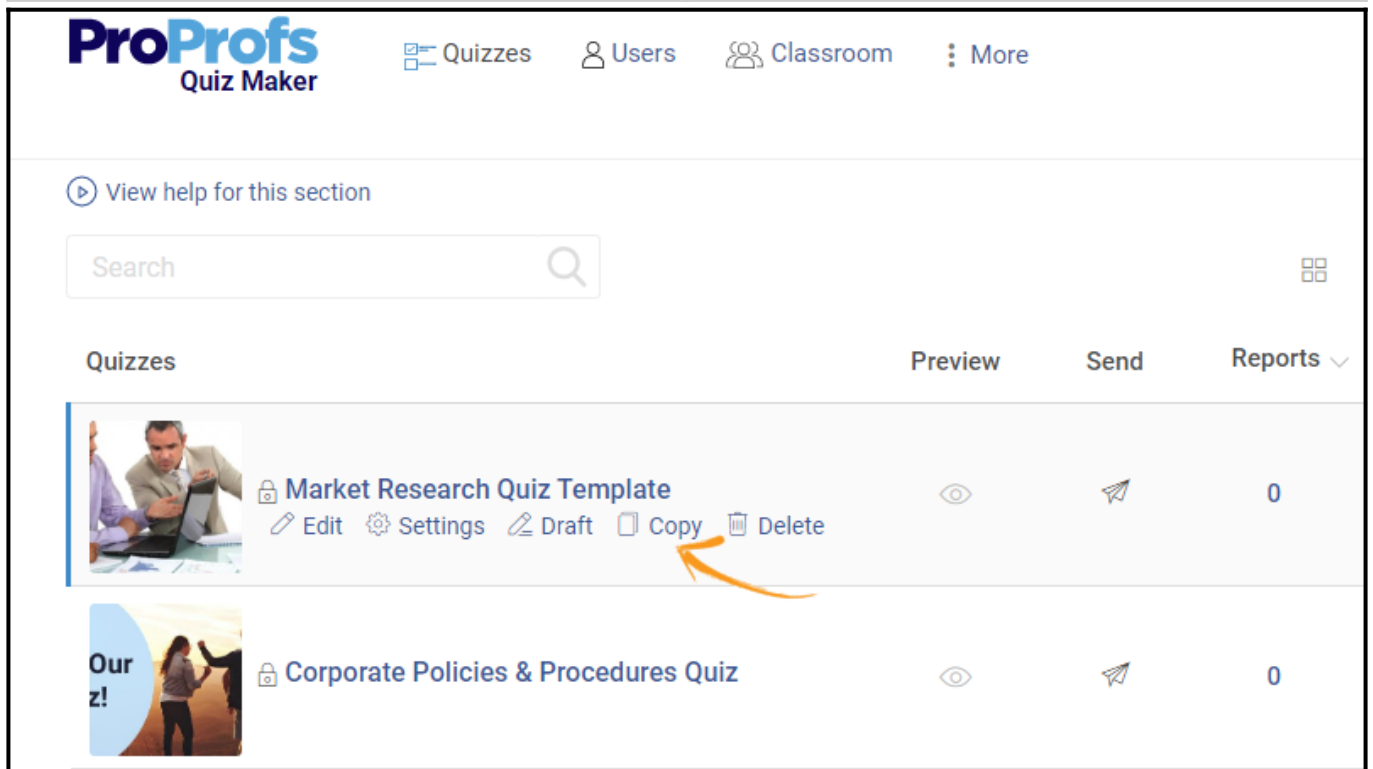 ProProfs
Quiz Maker
Quizzes Users Classroom More
View help for this section
Search
Quizzes Preview Send Reports
Market Research Quiz Template 0
Edit Settings Draft Copy Delete
Our
z!
Corporate Policies & Procedures Quiz 0